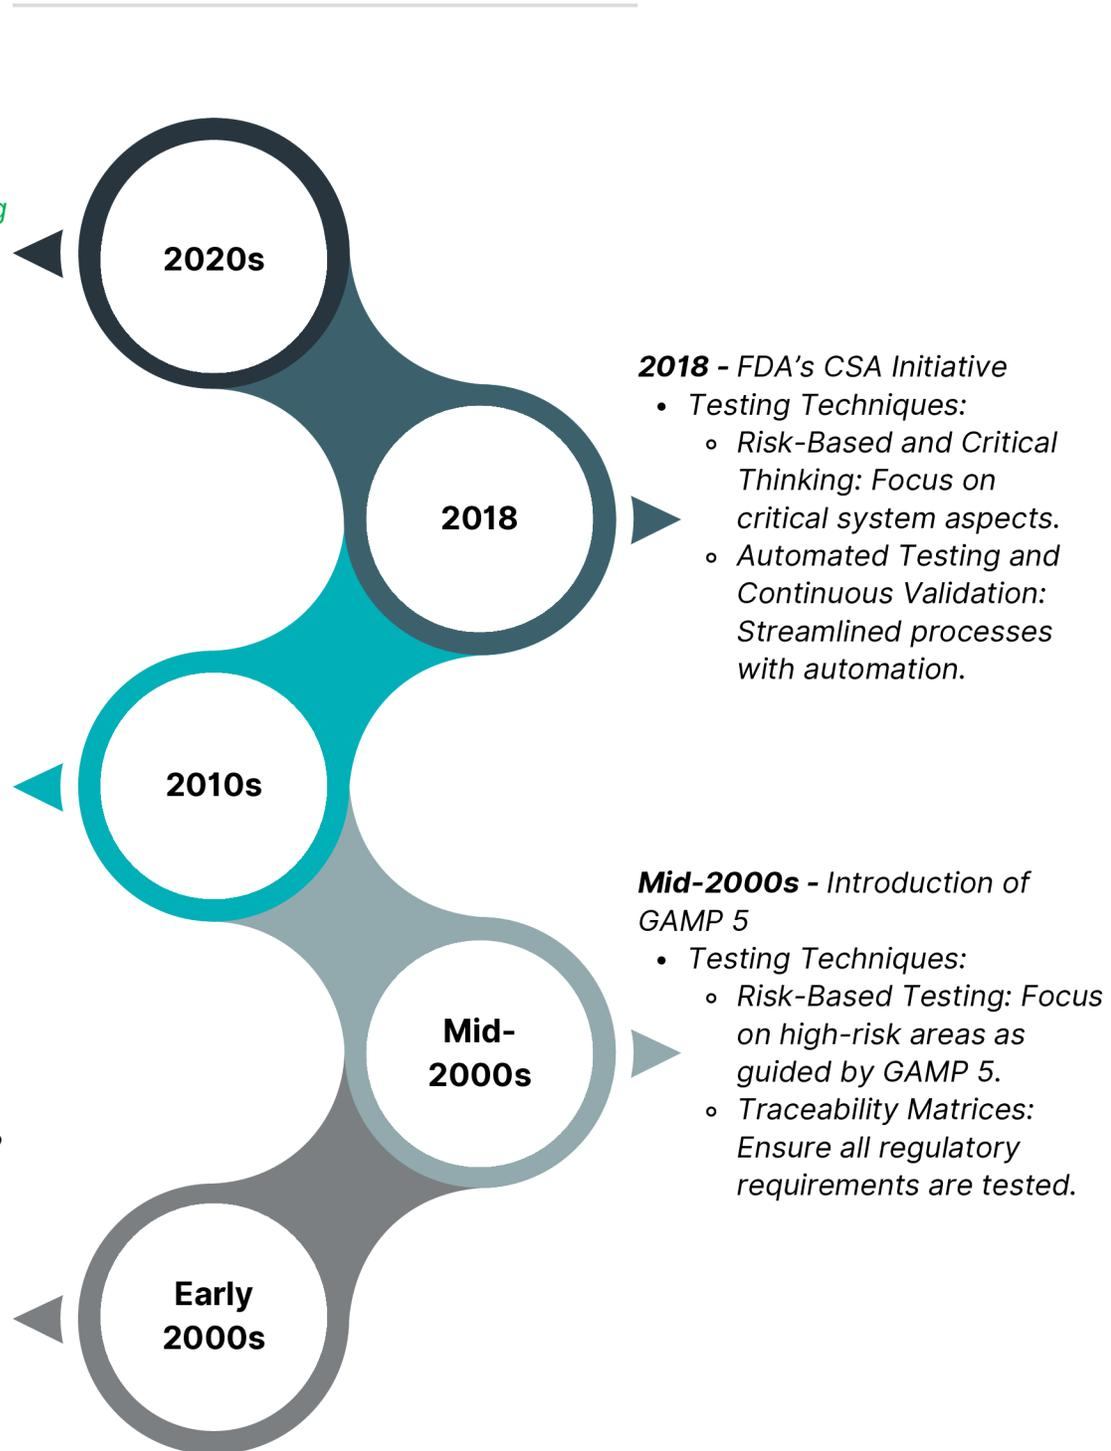 2020s
2018 - FDA’s CSA Initiative
• Testing Techniques:
◦ Risk-Based and Critical
Thinking: Focus on
critical system aspects.
◦ Automated Testing and
Continuous Validation:
Streamlined processes
with automation.
2018
2010s
Mid-2000s - Introduction of
GAMP 5
• Testing Techniques:
◦ Risk-Based Testing: Focus
on high-risk areas as
guided by GAMP 5.
◦ Traceability Matrices:
Ensure all regulatory
requirements are tested.
Mid-
2000s
Early
2000s